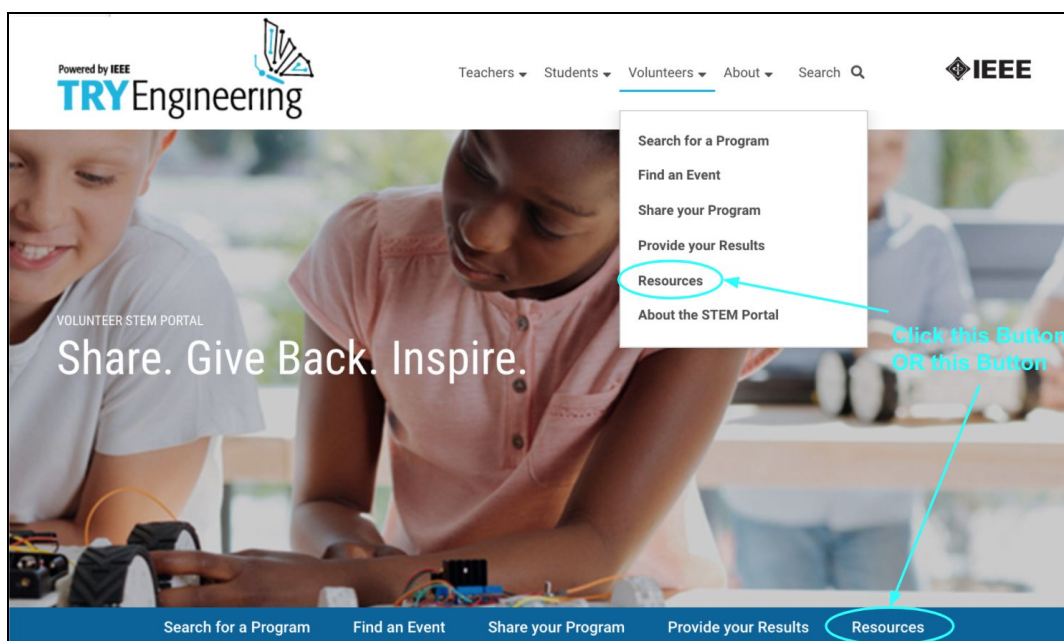 Powered by IEEE
TRYEngineering
Teachers Students Volunteers About Search
IEEE
Search for a Program
Find an Event
Share your Program
Provide your Results
Resources
About the STEM Portal
Click this Button
OR this Button
VOLUNTEER STEM PORTAL
Share. Give Back. Inspire.
Search for a Program Find an Event Share your Program Provide your Results Resources